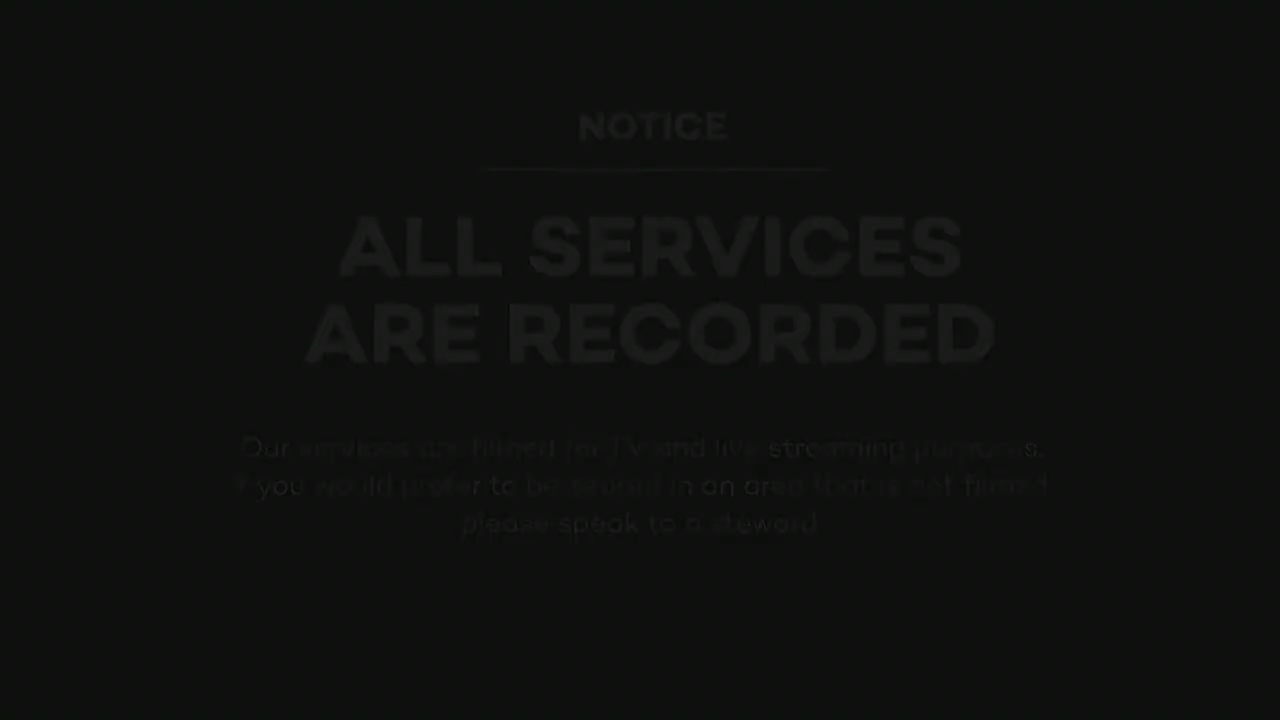 NOTICE
ALL SERVICES
ARE RECORDED
Our services are filmed for TV and live streaming purposes.
If you would prefer to be seated in an area that is not filmed
please speak to a steward